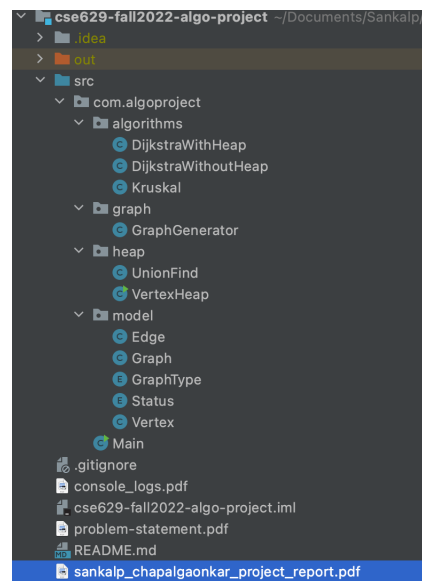 cse629-fall2022-algo-project ~/Documents/Sankalp/
.idea
out
src
com.algoproject
algorithms
DijkstraWithHeap
DijkstraWithoutHeap
Kruskal
graph
GraphGenerator
heap
UnionFind
VertexHeap
model
Edge
Graph
GraphType
Status
Vertex
Main
.gitignore
console_logs.pdf
cse629-fall2022-algo-project.iml
problem-statement.pdf
README.md
sankalp_chapalgaonkar_project_report.pdf